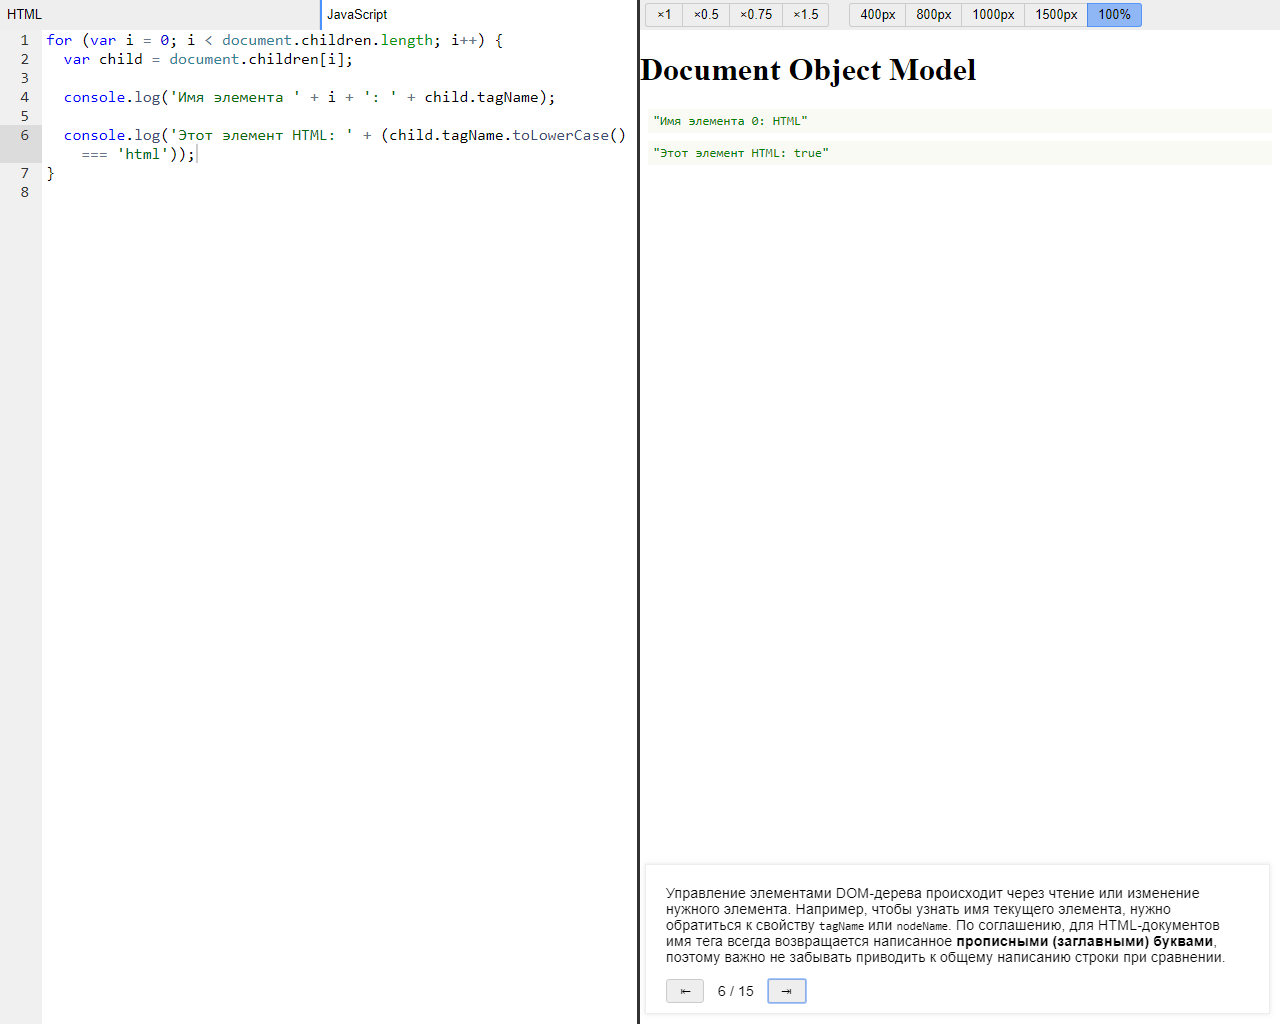 HTML
JavaScript
1 for (var i = 0; i < document.children.length; i++) {
2 var child = document.children[i];
3
4 console.log('Имя элемента ' + i + ': ' + child.tagName);
5
6 console.log('Этот элемент HTML: ' + (child.tagName.toLowerCase()
=== 'html'));
7 }
8
×1 ×0.5 ×0.75 ×1.5 400px 800px 1000px 1500px 100%
Document Object Model
"Имя элемента 0: HTML"
"Этот элемент HTML: true"
Управление элементами DOM-дерева происходит через чтение или изменение
нужного элемента. Например, чтобы узнать имя текущего элемента, нужно
обратиться к свойству tagName или nodeName. По соглашению, для HTML-документов
имя тега всегда возвращается написанное прописными (заглавными) буквами,
поэтому важно не забывать приводить к общему написанию строки при сравнении.
⇤ 6 / 15 ⇥